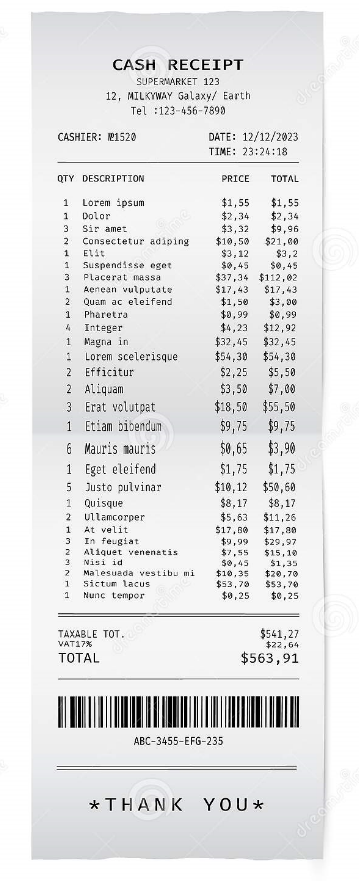 CASH RECEIPT
SUPERMARKET 123
12, MILKYWAY Galaxy/ Earth
Tel :123-456-7890
CASHIER: №1520 DATE: 12/12/2023
TIME: 23:24:18
QTY DESCRIPTION PRICE TOTAL
1 Lorem ipsum $1,55 $1,55
1 Dolor $2,34 $2,34
3 Sir amet $3,32 $9,96
2 Consectetur adiping $10,50 $21,00
1 Elit $3,12 $3,2
1 Suspendisse eget $0,45 $0,45
3 Placerat massa $37,34 $112,02
1 Aenean vulputate $17,43 $17,43
2 Quam ac eleifend $1,50 $3,00
1 Pharetra $0,99 $0,99
4 Integer $4,23 $12,92
1 Magna in $32,45 $32,45
1 Lorem scelerisque $54,30 $54,30
2 Efficitur $2,25 $5,50
2 Aliquam $3,50 $7,00
3 Erat volutpat $18,50 $55,50
1 Etiam bibendum $9,75 $9,75
6 Mauris mauris $0,65 $3,90
1 Eget eleifend $1,75 $1,75
5 Justo pulvinar $10,12 $50,60
1 Quisque $8,17 $8,17
2 Ullamcorper $5,63 $11,26
1 At velit $17,80 $17,80
3 In feugiat $9,99 $29,97
2 Aliquet venenatis $7,55 $15,10
3 Nisi id $0,45 $1,35
2 Malesuada vestibu mi $10,35 $20,70
1 Sictum lacus $53,70 $53,70
1 Nunc tempor $0,25 $0,25
TAXABLE TOT. $541,27
VAT17% $22,64
TOTAL $563,91
ABC-3455-EFG-235
*THANK YOU*